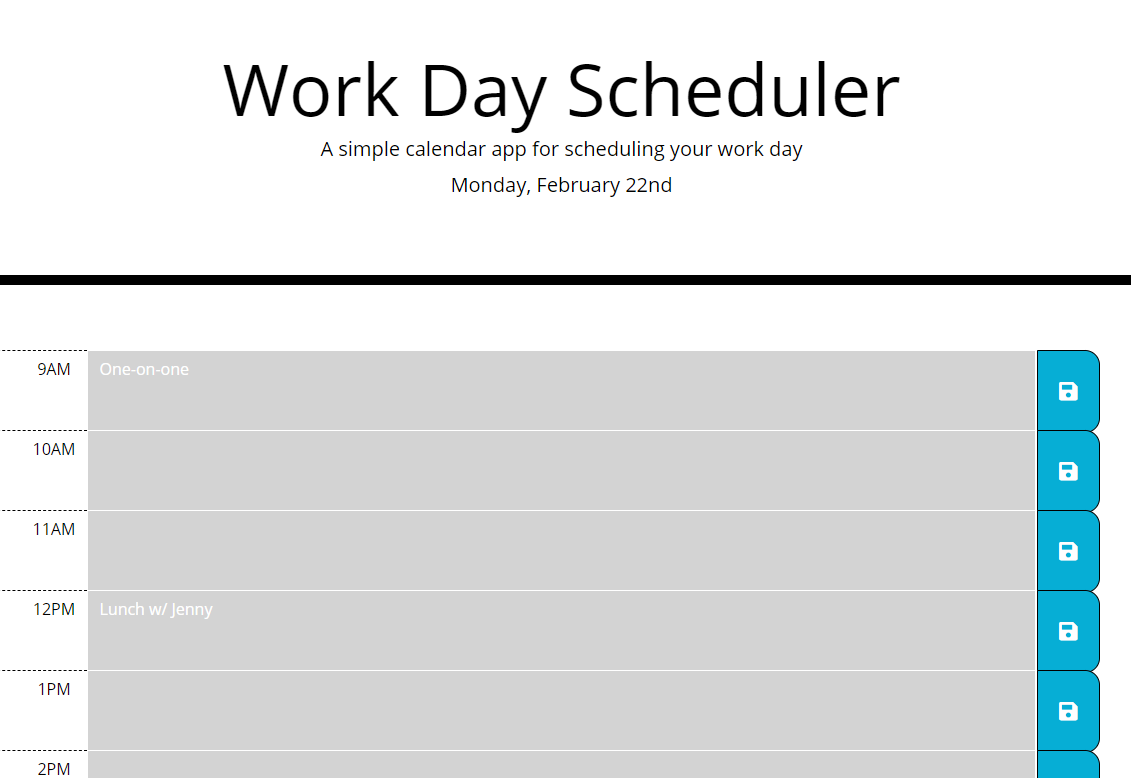 Work Day Scheduler
A simple calendar app for scheduling your work day
Monday, February 22nd
9AM
One-on-one
10AM
11AM
12PM
Lunch w/ Jenny
1PM
2PM